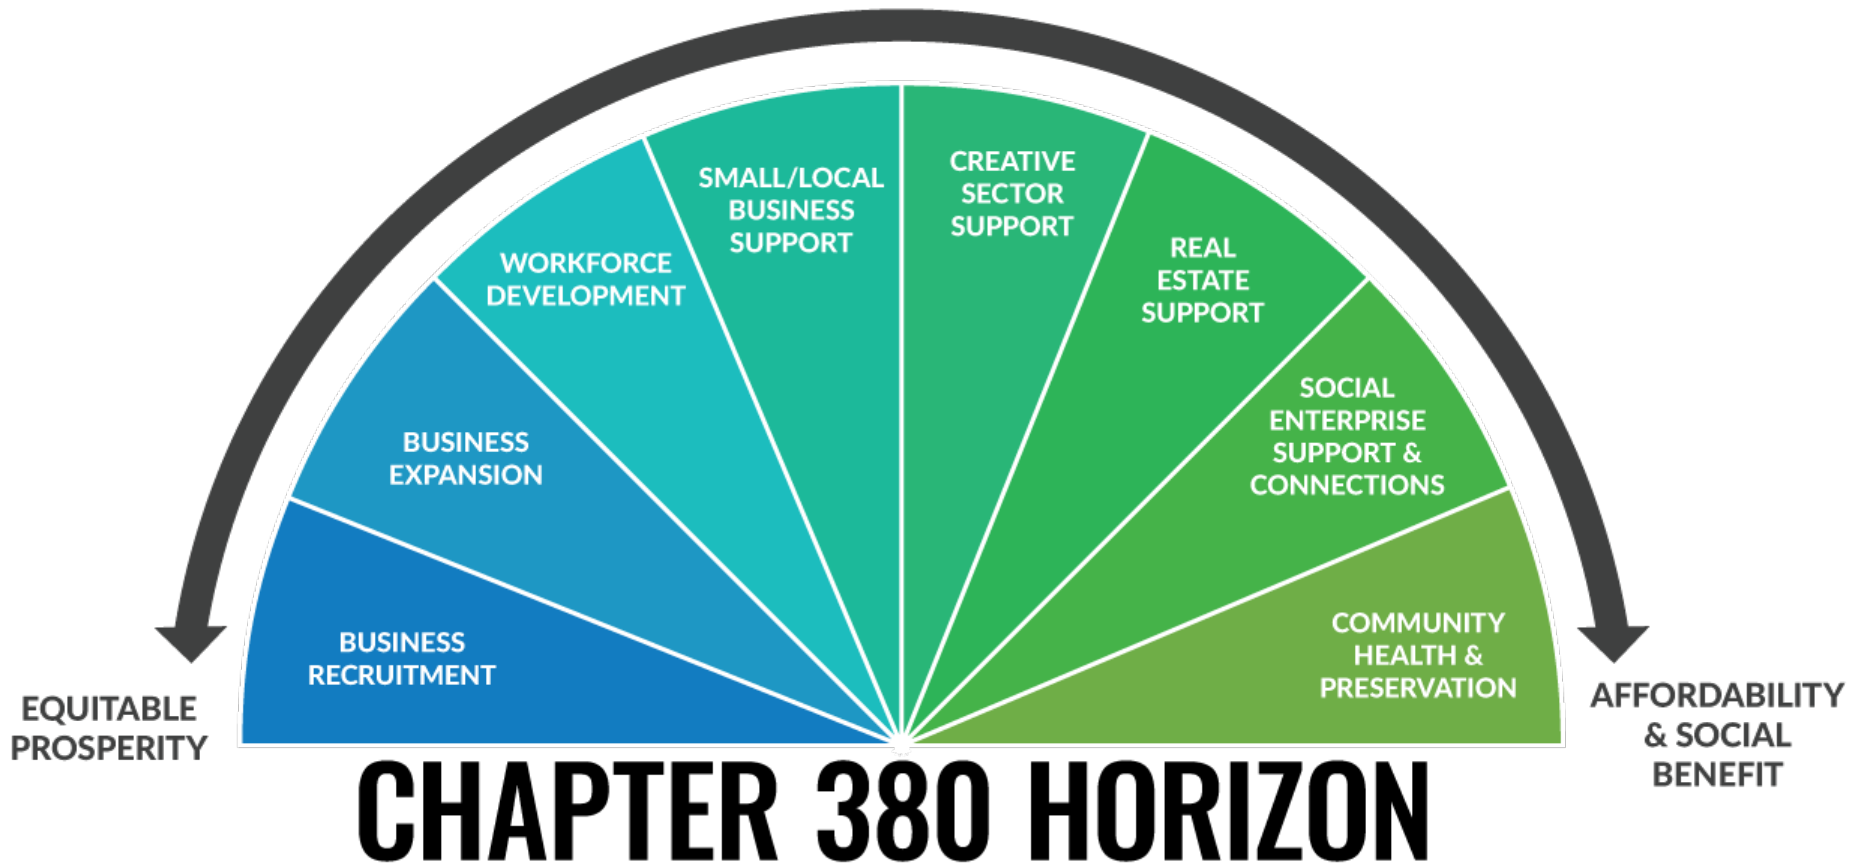 SMALL/LOCAL
BUSINESS
SUPPORT
CREATIVE
SECTOR
SUPPORT
WORKFORCE
DEVELOPMENT
REAL
ESTATE
SUPPORT
BUSINESS
EXPANSION
SOCIAL
ENTERPRISE
SUPPORT &
CONNECTIONS
BUSINESS
RECRUITMENT
COMMUNITY
HEALTH &
PRESERVATION
EQUITABLE
PROSPERITY
AFFORDABILITY
& SOCIAL
BENEFIT
CHAPTER 380 HORIZON